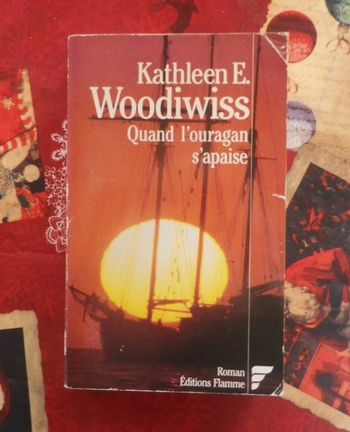 Kathleen E.
Woodiwiss
Quand l'ouragan
s'apaise
Roman
Éditions Flamme